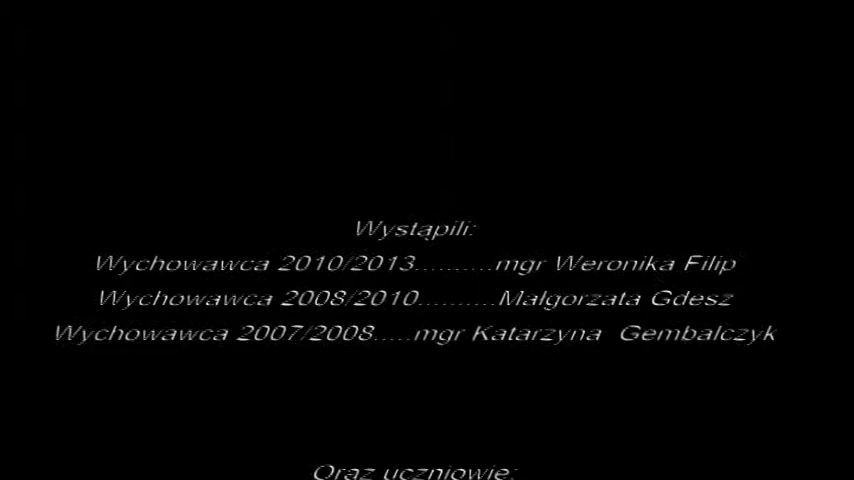 Wystąpili:
Wychowawca 2010/2013..........mgr Weronika Filip
Wychowawca 2008/2010..........Małgorzata Gdesz
Wychowawca 2007/2008.....mgr Katarzyna Gembalczyk
Oraz uczniowie: